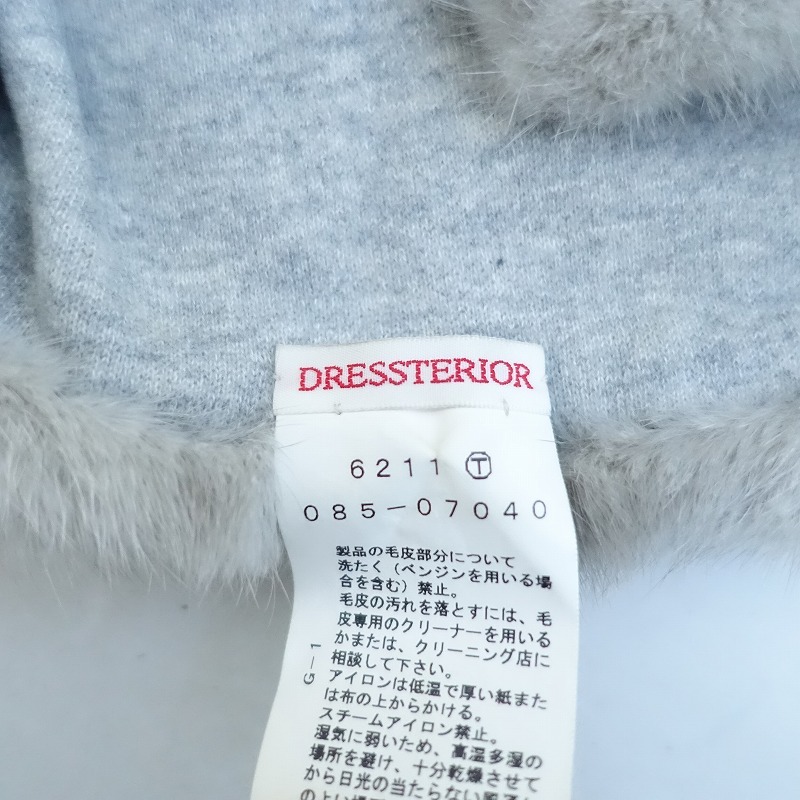 DRESSTERIOR
6211 Ⓣ
085-07040
製品の毛皮部分について
洗たく（ベンジンを用いる場
合を含む）禁止。
毛皮の汚れを落とすには、毛
皮専用のクリーナーを用いる
かまたは、クリーニング店に
相談して下さい。
アイロンは低温で厚い紙また
は布の上からかける。
スチームアイロン禁止。
湿気に弱いため、高温多湿の
場所を避け、十分乾燥させて
から日光の当たらない風通し
のよい場
G-1